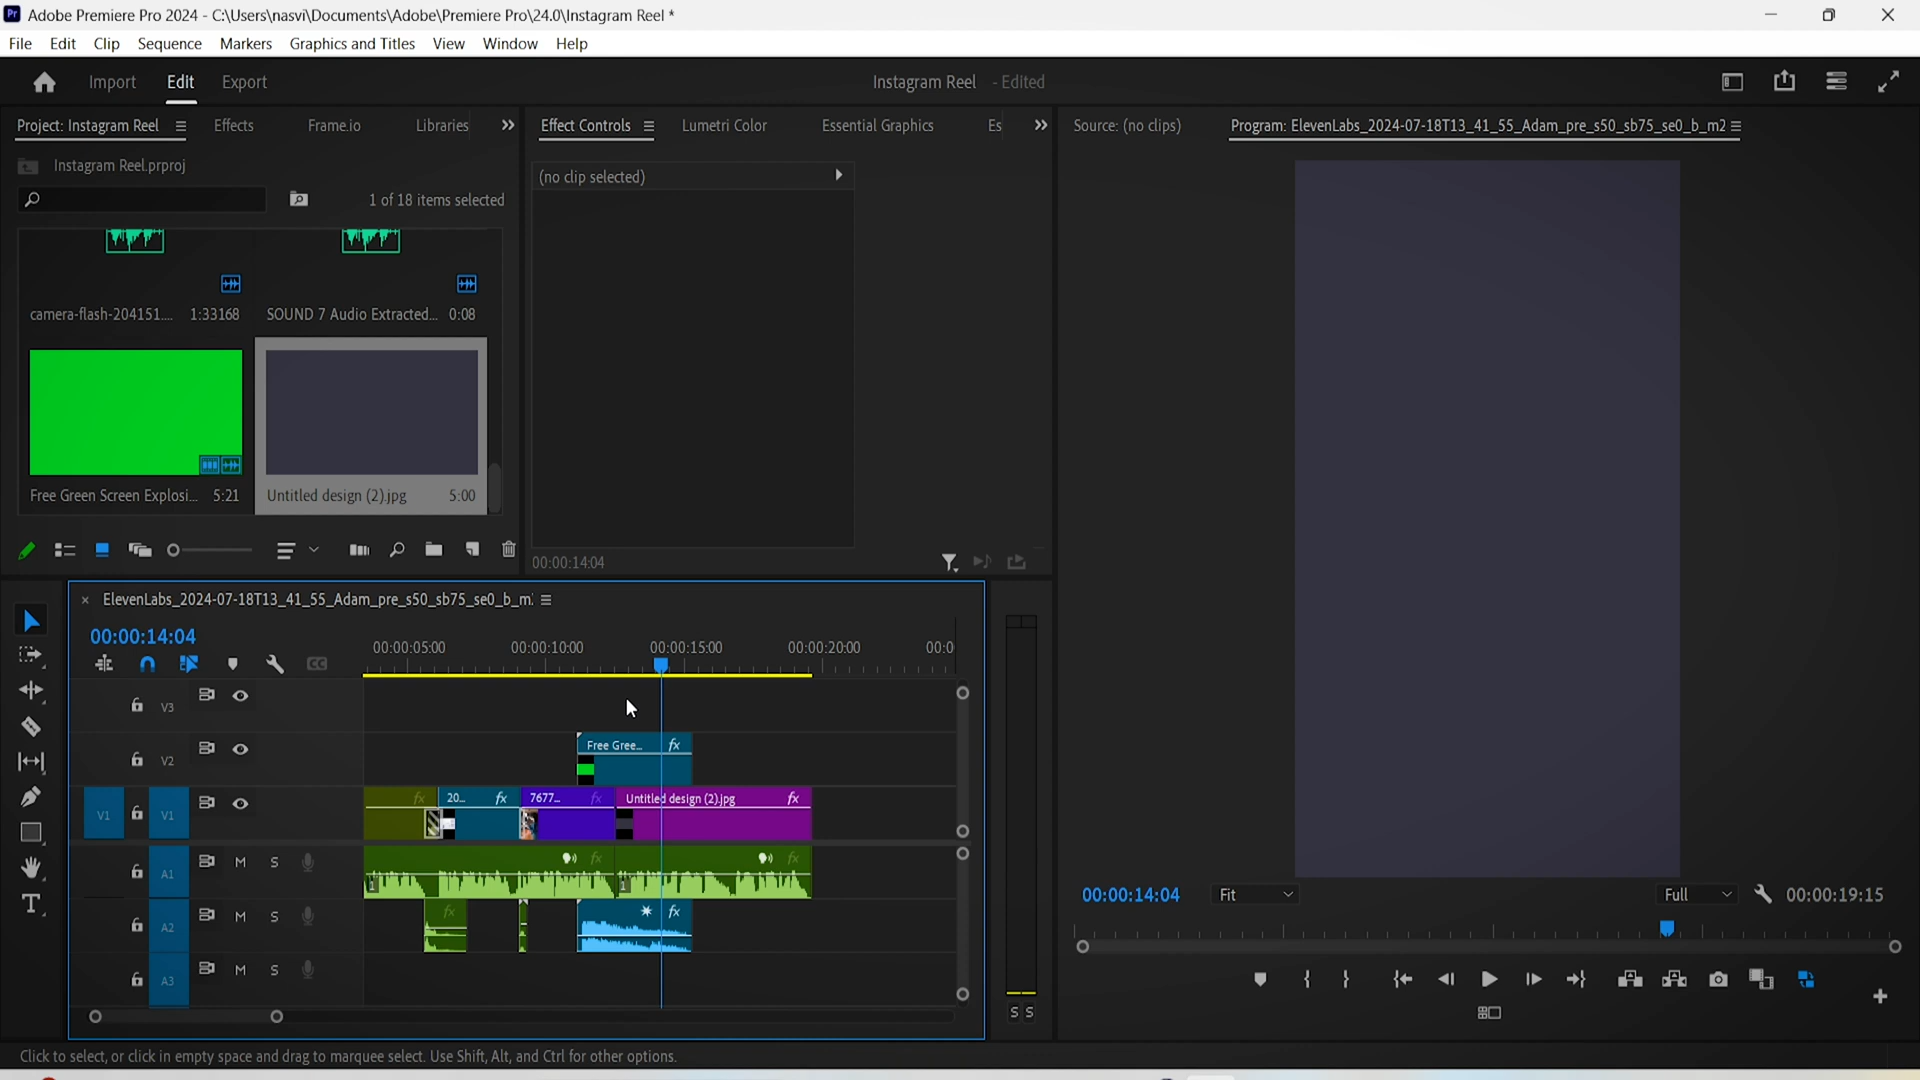 Adobe Premiere Pro 2024 - C:\Users\nasvi\Documents\Adobe\Premiere Pro\24.0\Instagram Reel *
File Edit Clip Sequence Markers Graphics and Titles View Window Help
Import Edit Export Instagram Reel - Edited
Project: Instagram Reel Effects Frame.io Libraries
Effect Controls Lumetri Color Essential Graphics Es
Source: (no clips) Program: ElevenLabs_2024-07-18T13_41_55_Adam_pre_s50_sb75_se0_b_m2
Instagram Reel.prproj
(no clip selected)
1 of 18 items selected
camera-flash-204151.... 1:33168 SOUND 7 Audio Extracted... 0:08
Free Green Screen Explosi... 5:21 Untitled design (2).jpg 5:00
00:00:14:04
ElevenLabs_2024-07-18T13_41_55_Adam_pre_s50_sb75_se0_b_m
00:00:14:04
00:00:05:00 00:00:10:00 00:00:15:00 00:00:20:00 00:0
V3
V2 Free Gree... fx
V1 V1 fx 20... fx 7677... fx Untitled design (2).jpg fx
A1 M S fx 1 fx 1
A2 M S fx fx
A3 M S
S S
00:00:14:04 Fit Full 00:00:19:15
Click to select, or click in empty space and drag to marquee select. Use Shift, Alt, and Ctrl for other options.